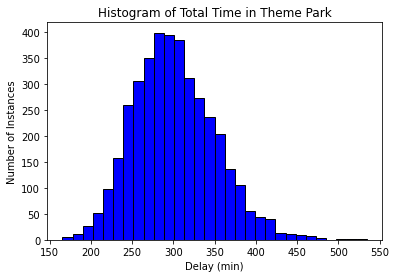 Histogram of Total Time in Theme Park
Number of Instances
400
350
300
250
200
150
100
50
0
150 200 250 300 350 400 450 500 550
Delay (min)